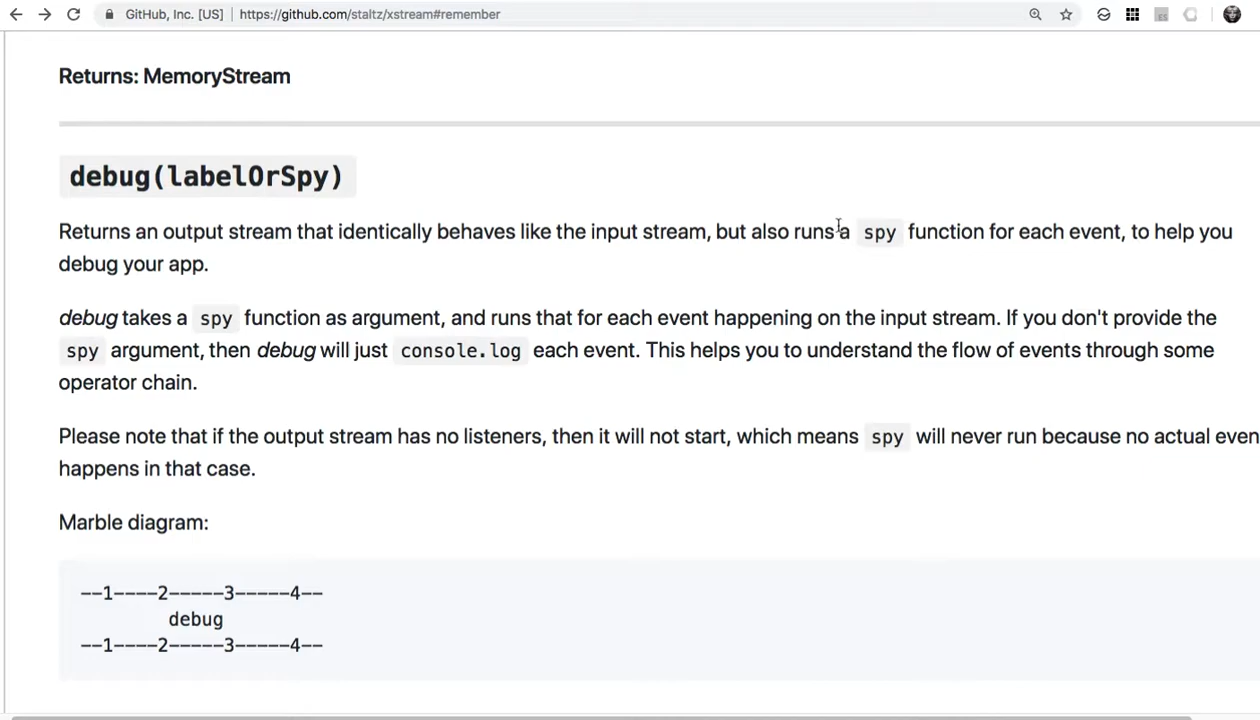 GitHub, Inc. [US] https://github.com/staltz/xstream#remember
Returns: MemoryStream
debug(labelOrSpy)
Returns an output stream that identically behaves like the input stream, but also runs a spy function for each event, to help you
debug your app.
debug takes a spy function as argument, and runs that for each event happening on the input stream. If you don't provide the
spy argument, then debug will just console.log each event. This helps you to understand the flow of events through some
operator chain.
Please note that if the output stream has no listeners, then it will not start, which means spy will never run because no actual even
happens in that case.
Marble diagram:
--1----2-----3-----4--
debug
--1----2-----3-----4--